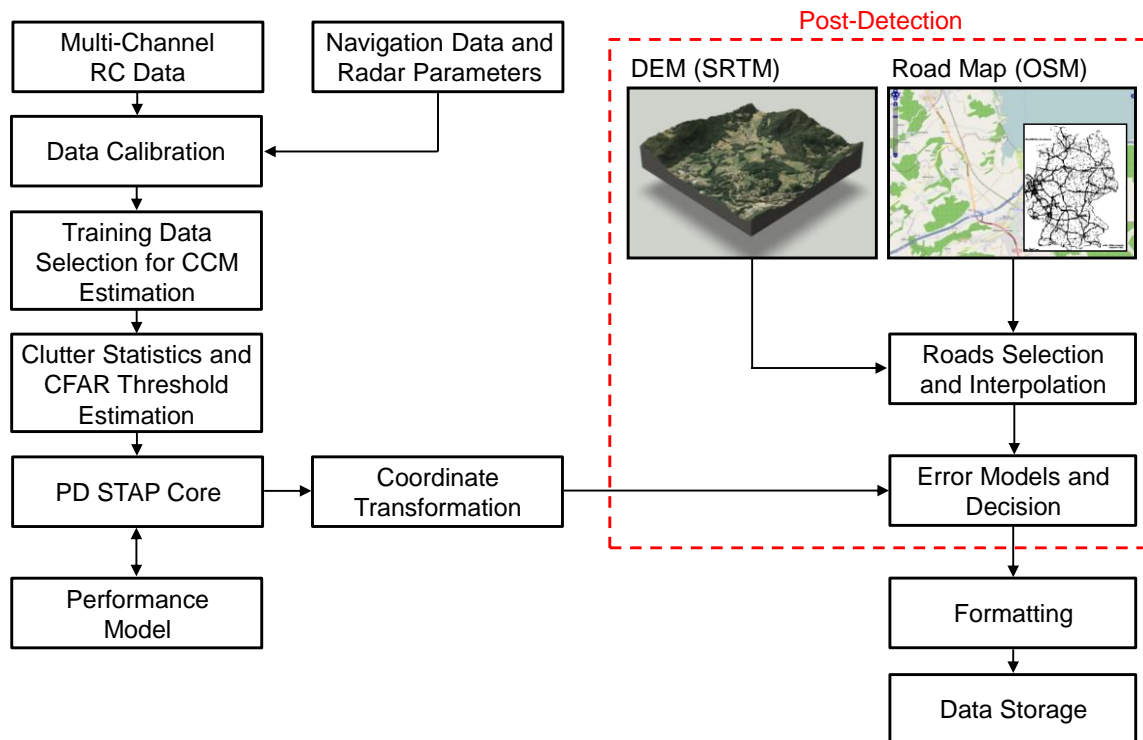 Post-Detection
Multi-Channel
RC Data
Navigation Data and
Radar Parameters
DEM (SRTM)
Road Map (OSM)
Data Calibration
Training Data
Selection for CCM
Estimation
Clutter Statistics and
CFAR Threshold
Estimation
Roads Selection
and Interpolation
PD STAP Core
Coordinate
Transformation
Error Models and
Decision
Performance
Model
Formatting
Data Storage